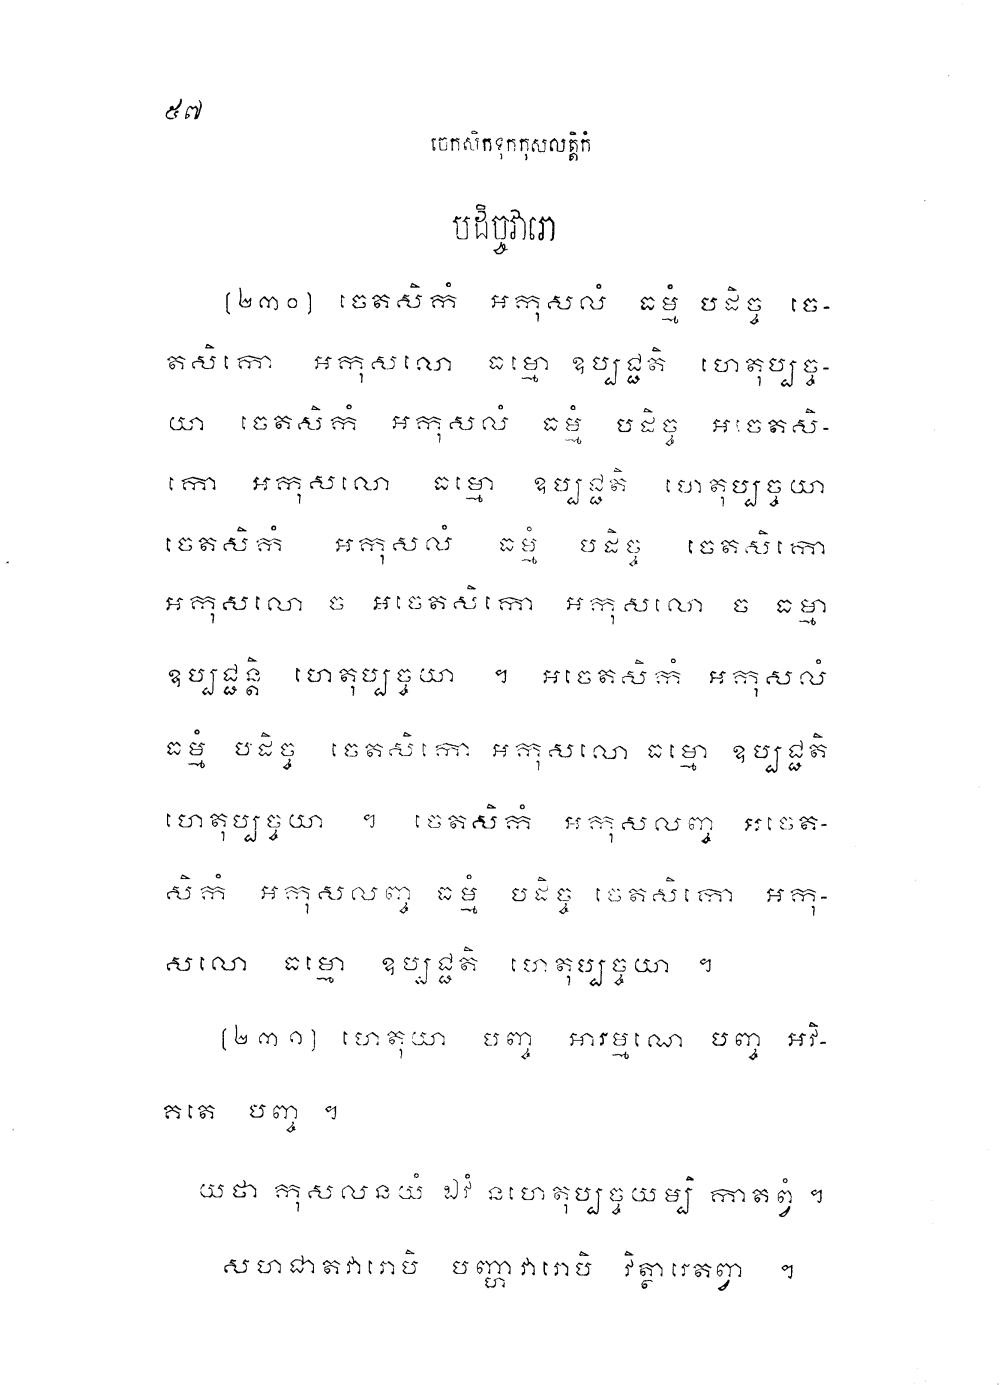 ៥៧
ចេតសិកទុកកុសលត្តិកំ
បដិច្ចវារោ
[២៣០] ចេតសិកំ អកុសលំ ធម្មំ បដិច្ច ចេ-
តសិកោ អកុសលោ ធម្មោ ឧប្បជ្ជតិ ហេតុប្បច្ច-
យា ចេតសិកំ អកុសលំ ធម្មំ បដិច្ច អចេតសិ-
កោ អកុសលោ ធម្មោ ឧប្បជ្ជតិ ហេតុប្បច្ចយា
ចេតសិកំ អកុសលំ ធម្មំ បដិច្ច ចេតសិកោ
អកុសលោ ច អចេតសិកោ អកុសលោ ច ធម្មា
ឧប្បជ្ជន្តិ ហេតុប្បច្ចយា ។ អចេតសិកំ អកុសលំ
ធម្មំ បដិច្ច ចេតសិកោ អកុសលោ ធម្មោ ឧប្បជ្ជតិ
ហេតុប្បច្ចយា ។ ចេតសិកំ អកុសលញ្ច អចេត-
សិកំ អកុសលញ្ច ធម្មំ បដិច្ច ចេតសិកោ អកុ-
សលោ ធម្មោ ឧប្បជ្ជតិ ហេតុប្បច្ចយា ។
[២៣១] ហេតុយា បញ្ច អារម្មណេ បញ្ច អវិ-
គតេ បញ្ច ។
យថា កុសលនយំ ឯវំ នហេតុប្បច្ចយម្បិ កាតព្វំ ។
សហជាតវារោបិ បញ្ហាវារោបិ វិត្ថារេតព្វា ។